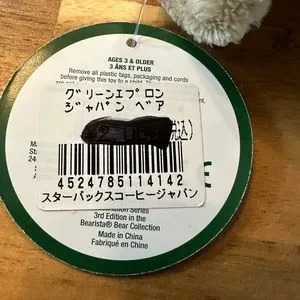 AGES 3 & OLDER
3 ANS ET PLUS
Remove all plastic tags, packaging and cords
before giving this toy to a child. Th
グリーンエプロン
ジャパン ベア
込)
4524785114142
スターバックスコーヒージャパン
Series
3rd Edition in the
Bearista® Bear Collection
Made in China
Fabriqué en Chine